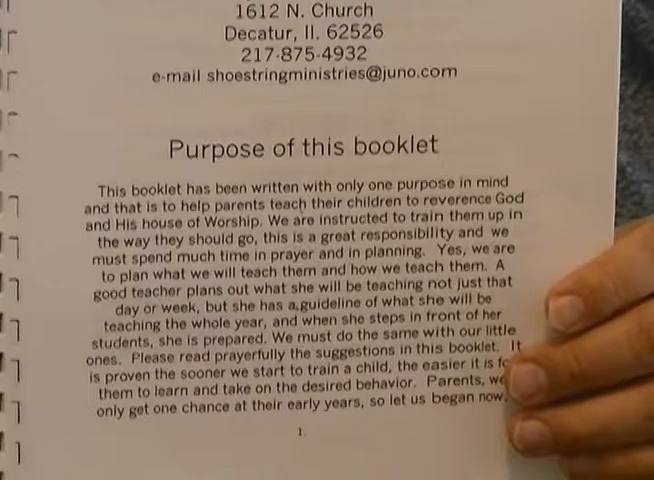 1612 N. Church
Decatur, Il. 62526
217-875-4932
e-mail shoestringministries@juno.com
Purpose of this booklet
This booklet has been written with only one purpose in mind
and that is to help parents teach their children to reverence God
and His house of Worship. We are instructed to train them up in
the way they should go, this is a great responsibility and we
must spend much time in prayer and in planning. Yes, we are
to plan what we will teach them and how we teach them. A
good teacher plans out what she will be teaching not just that
day or week, but she has a guideline of what she will be
teaching the whole year, and when she steps in front of her
students, she is prepared. We must do the same with our little
ones. Please read prayerfully the suggestions in this booklet. It
is proven the sooner we start to train a child, the easier it is
them to learn and take on the desired behavior. Parents, we
only get one chance at their early years, so let us began now.
1.